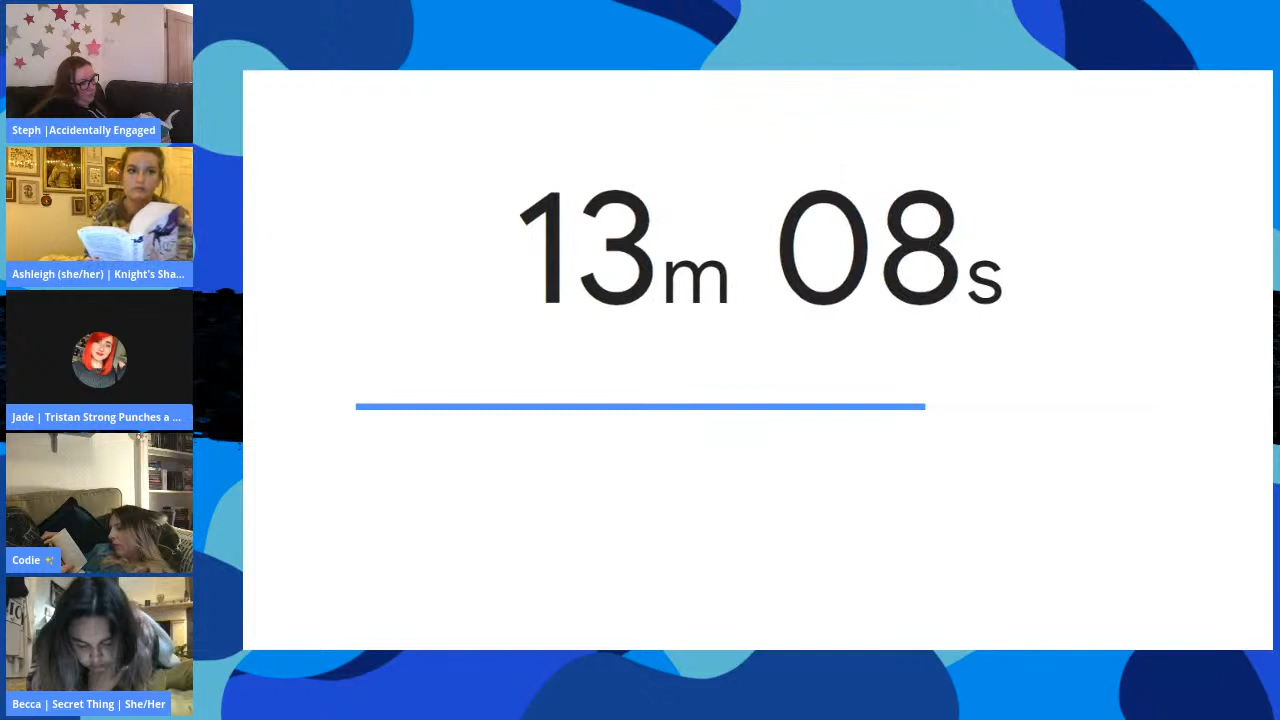 Steph |Accidentally Engaged
13m 08s
Ashleigh (she/her) | Knight's Sha...
Jade | Tristan Strong Punches a ...
Codie ✨
Becca | Secret Thing | She/Her